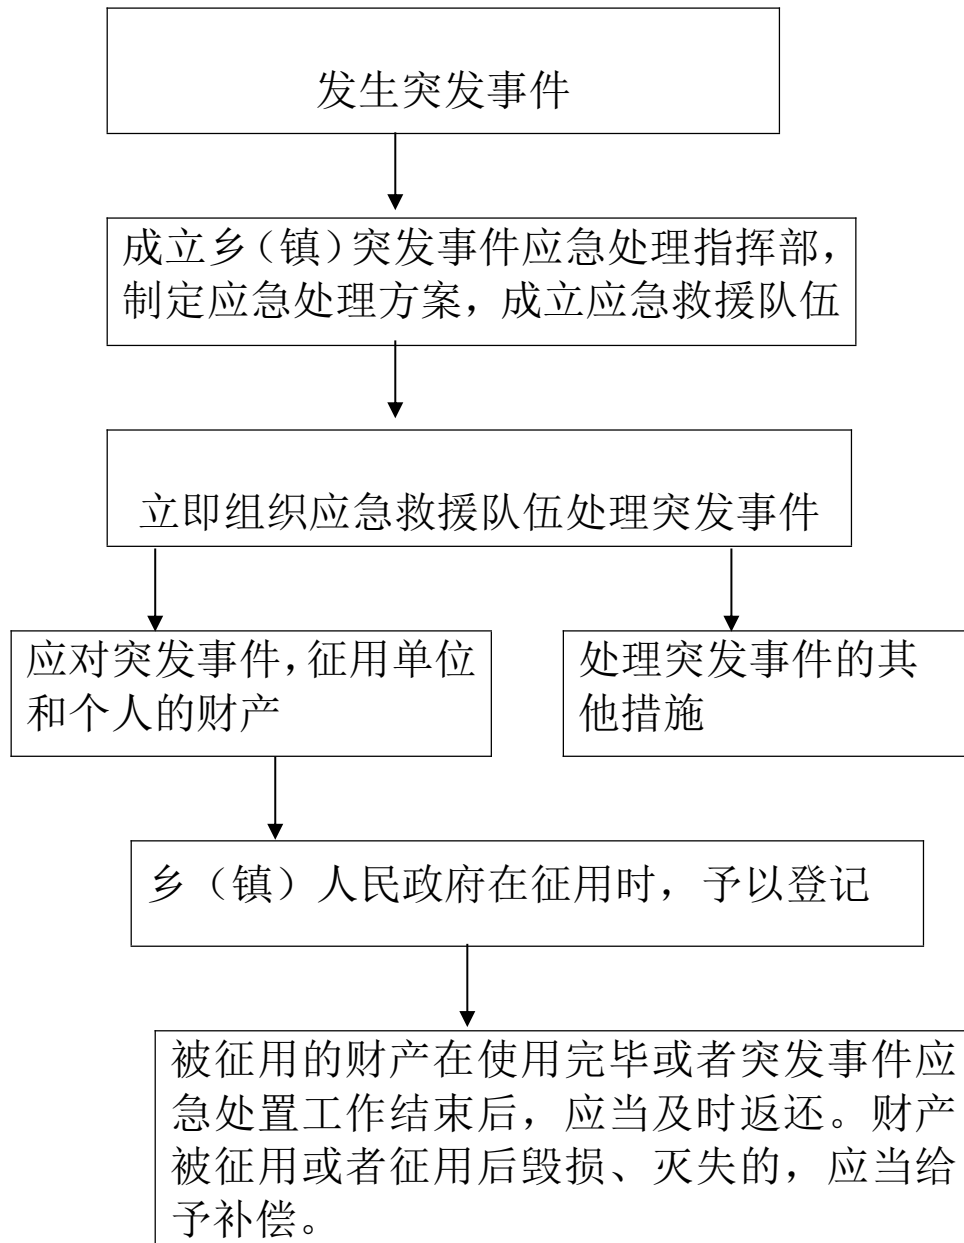 发生突发事件
成立乡（镇）突发事件应急处理指挥部，
制定应急处理方案，成立应急救援队伍
立即组织应急救援队伍处理突发事件
应对突发事件，征用单位
和个人的财产
处理突发事件的其
他措施
乡（镇）人民政府在征用时，予以登记
被征用的财产在使用完毕或者突发事件应
急处置工作结束后，应当及时返还。财产
被征用或者征用后毁损、灭失的，应当给
予补偿。